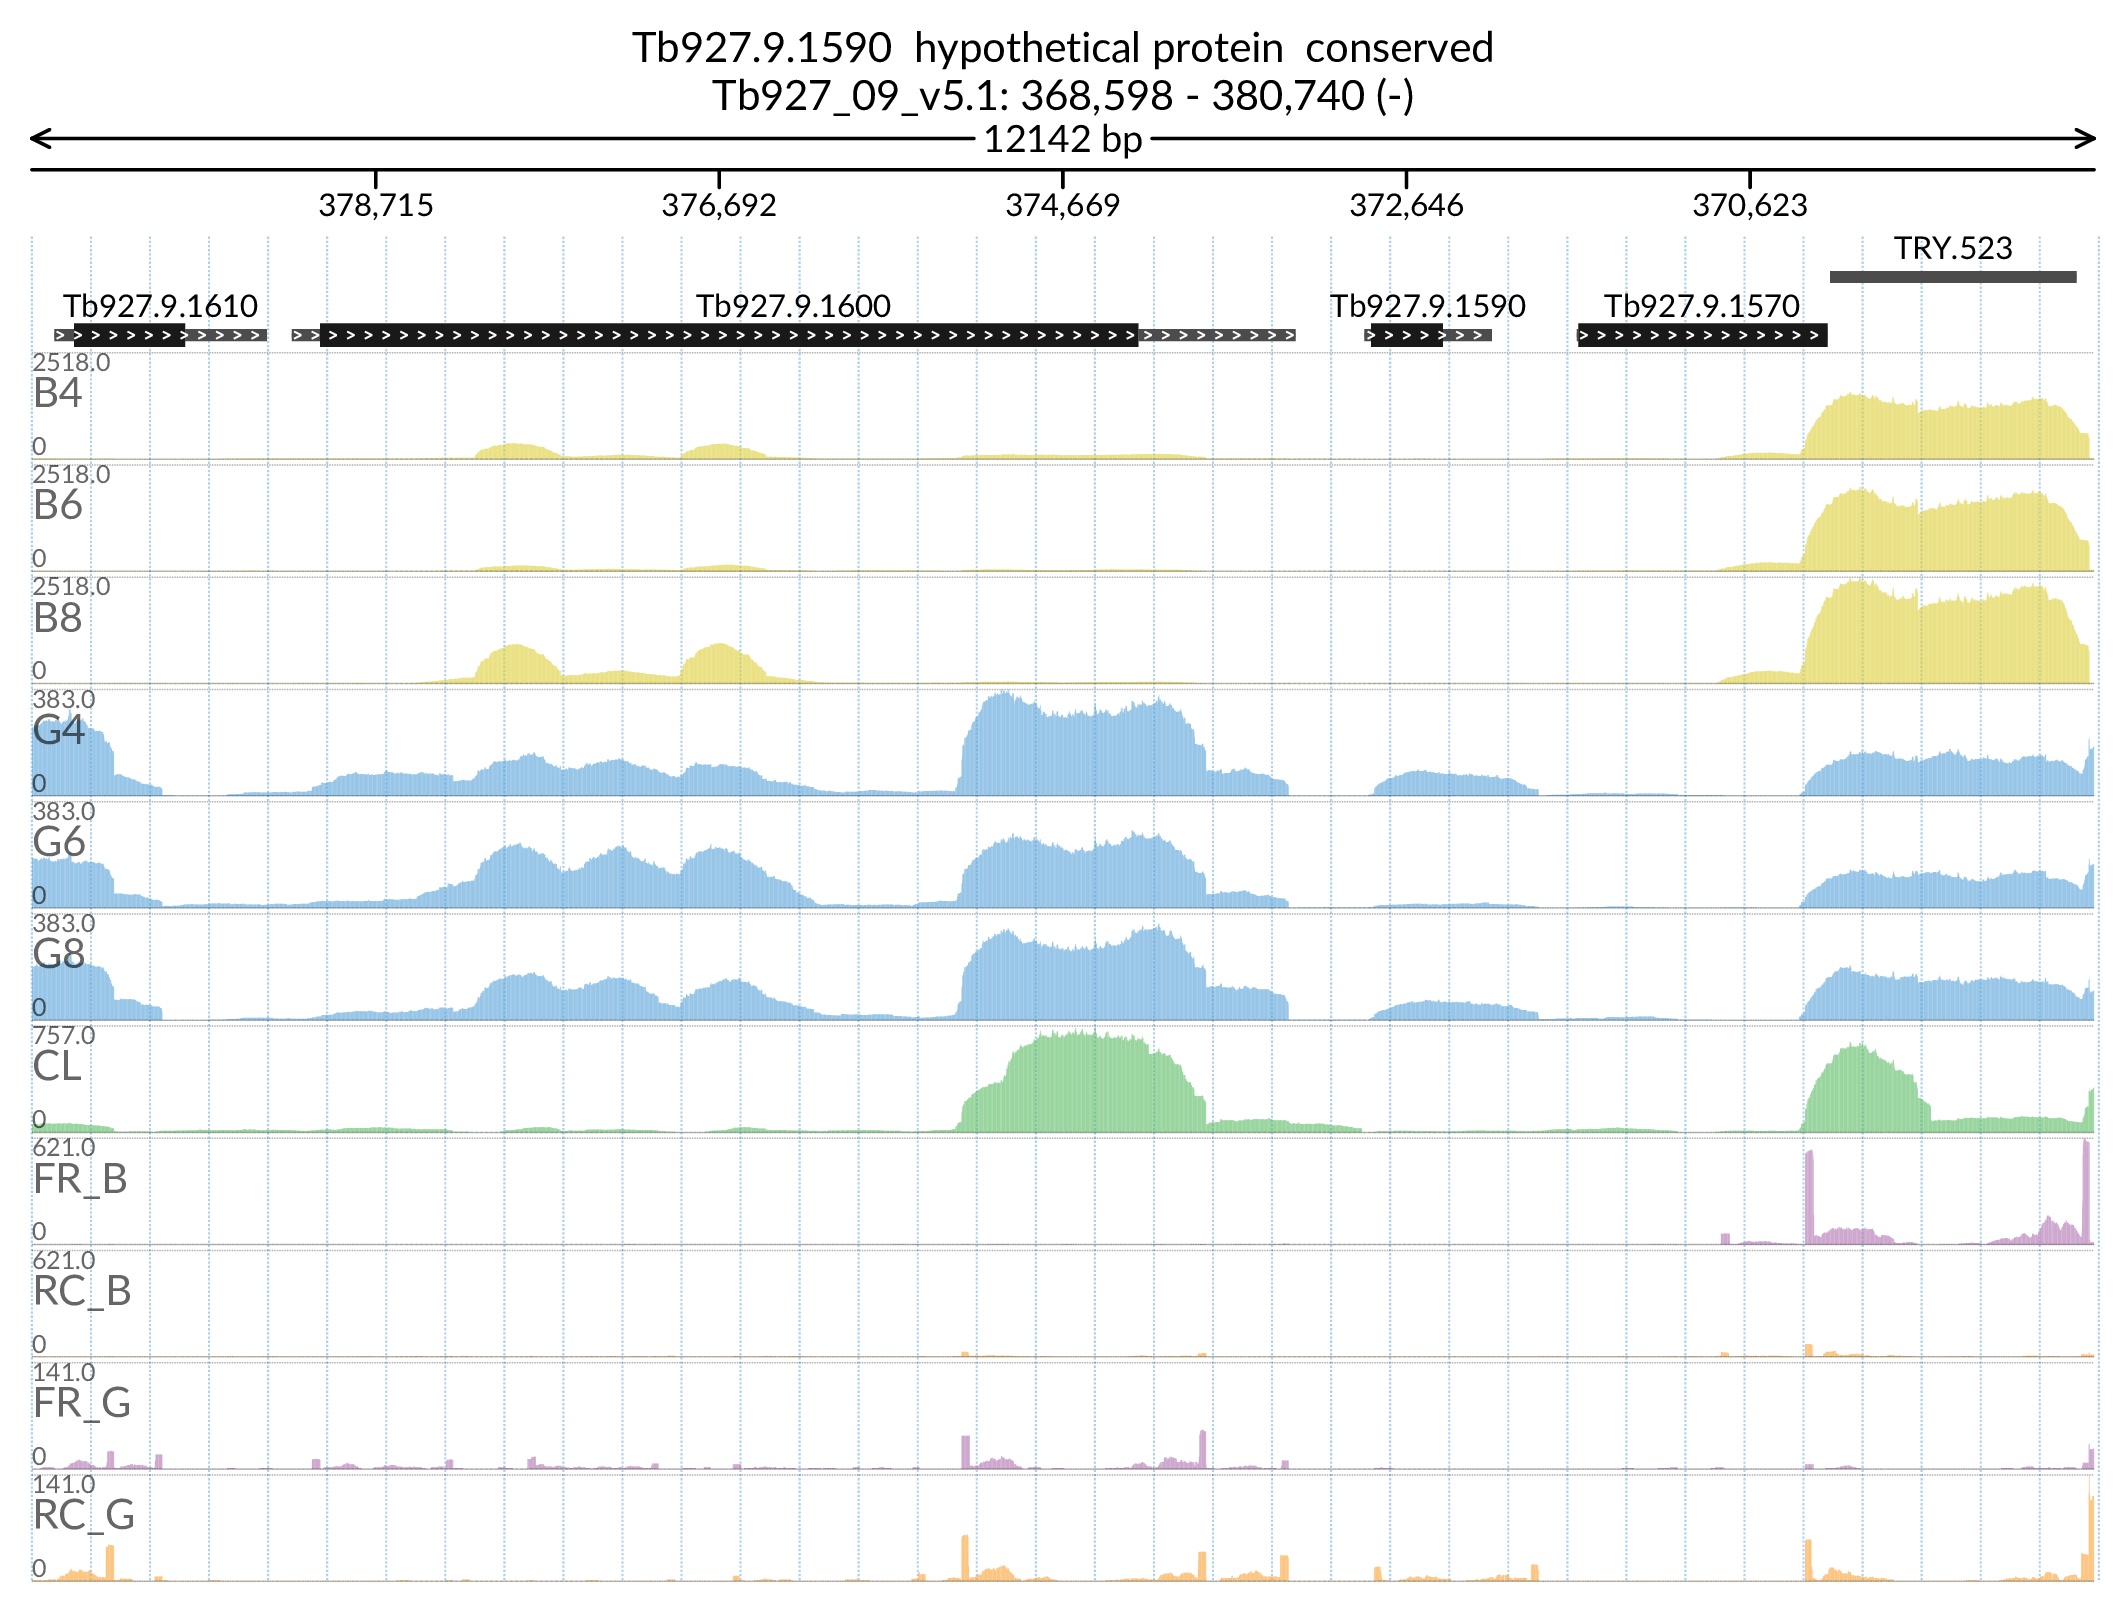 Tb927.9.1590 hypothetical protein conserved
Tb927_09_v5.1: 368,598 - 380,740 (-)
12142 bp
378,715 376,692 374,669 372,646 370,623
TRY.523
Tb927.9.1610 Tb927.9.1600 Tb927.9.1590 Tb927.9.1570
2518.0
B4
0
2518.0
B6
0
2518.0
B8
0
383.0
G4
0
383.0
G6
0
383.0
G8
0
757.0
CL
0
621.0
FR_B
0
621.0
RC_B
0
141.0
FR_G
0
141.0
RC_G
0